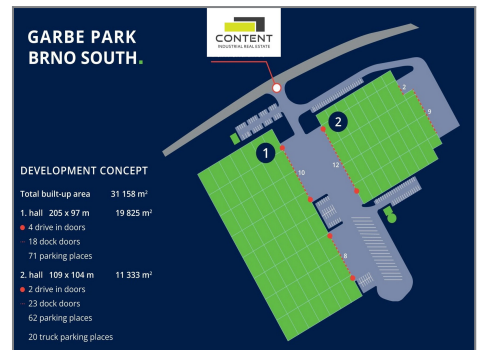 GARBE PARK
BRNO SOUTH.
CONTENT
INDUSTRIAL REAL ESTATE
DEVELOPMENT CONCEPT
Total built-up area 31 158 m²
1. hall 205 x 97 m 19 825 m²
4 drive in doors
18 dock doors
71 parking places
2. hall 109 x 104 m 11 333 m²
2 drive in doors
23 dock doors
62 parking places
20 truck parking places
1
2
2
9
10
12
8